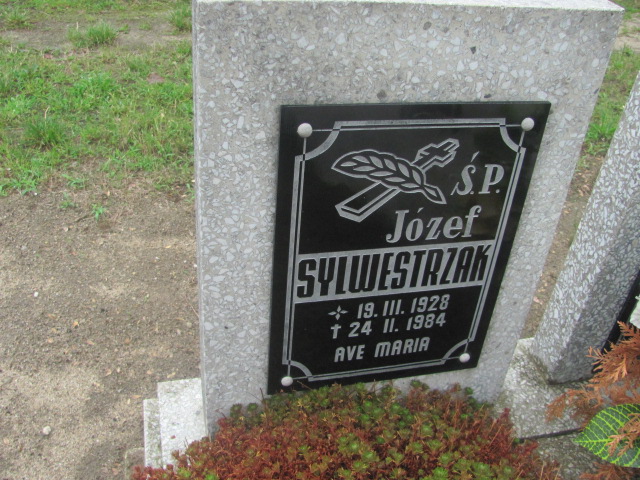 Ś.P.
Józef
SYLWESTRZAK
19. III. 1928
24 II. 1984
AVE MARIA